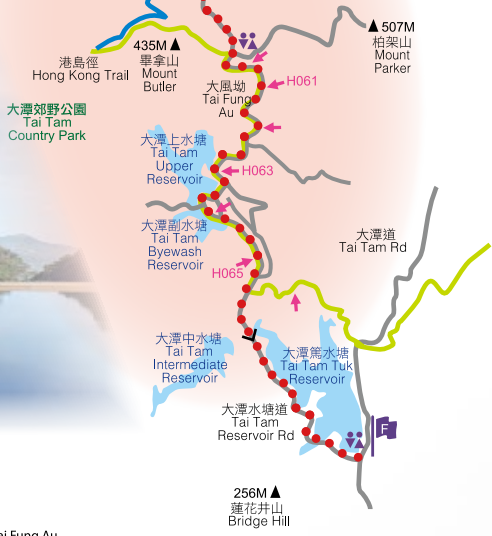 507M
柏架山
Mount
Parker
435M
畢拿山
Mount
Butler
港島徑
Hong Kong Trail
大風坳
Tai Fung
Au
H061
大潭郊野公園
Tai Tam
Country Park
大潭上水塘
Tai Tam
Upper
Reservoir
H063
大潭副水塘
Tai Tam
Byewash
Reservoir
大潭道
Tai Tam Rd
H065
大潭中水塘
Tai Tam
Intermediate
Reservoir
大潭篤水塘
Tai Tam Tuk
Reservoir
大潭水塘道
Tai Tam
Reservoir Rd
F
256M
蓮花井山
Bridge Hill
ai Fung Au